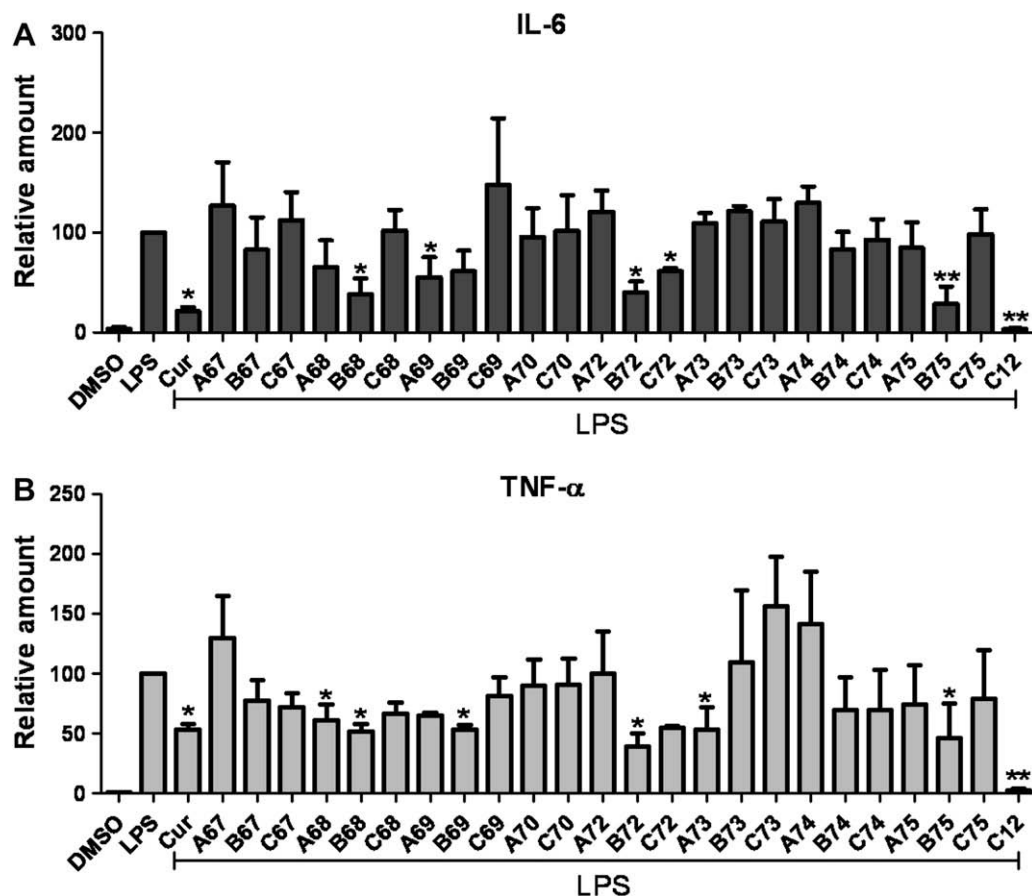 A
IL-6
Relative amount
300
200
100
0
*
*
*
*
*
**
**
DMSO LPS Cur A67 B67 C67 A68 B68 C68 A69 B69 C69 A70 C70 A72 B72 C72 A73 B73 C73 A74 B74 C74 A75 B75 C75 C12
LPS
B
TNF-α
Relative amount
250
200
150
100
50
0
*
*
*
*
*
*
*
**
DMSO LPS Cur A67 B67 C67 A68 B68 C68 A69 B69 C69 A70 C70 A72 B72 C72 A73 B73 C73 A74 B74 C74 A75 B75 C75 C12
LPS